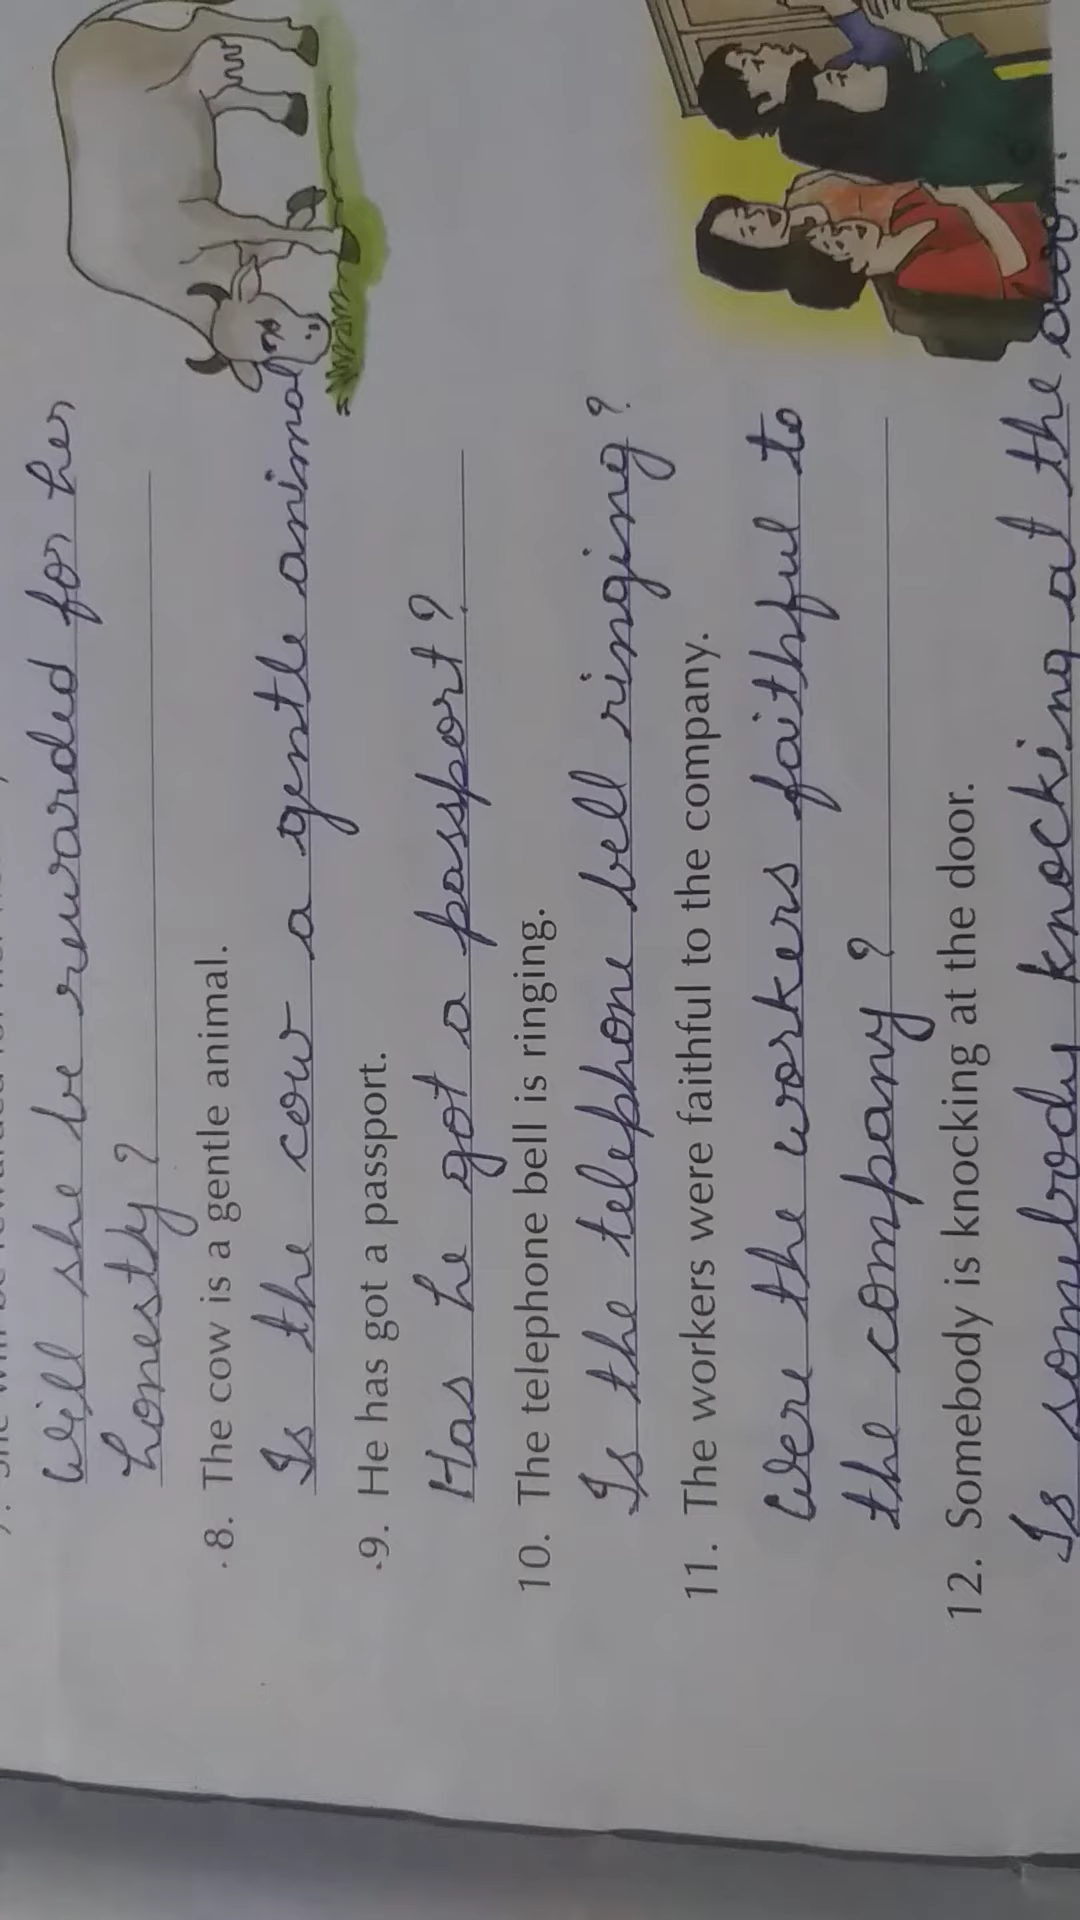 Will she be rewarded for her
honesty?
8. The cow is a gentle animal.
Is the cow a gentle animal
9. He has got a passport.
Has he got a passport?
10. The telephone bell is ringing.
Is the telephone bell ringing?
11. The workers were faithful to the company.
Were the workers faithful to
the company?
12. Somebody is knocking at the door.
Is somebody knocking at the door?